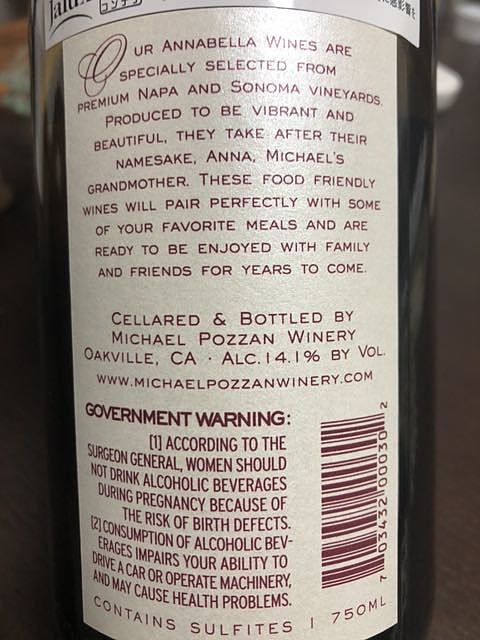 OUR ANNABELLA WINES ARE
SPECIALLY SELECTED FROM
PREMIUM NAPA AND SONOMA VINEYARDS.
PRODUCED TO BE VIBRANT AND
BEAUTIFUL, THEY TAKE AFTER THEIR
NAMESAKE, ANNA, MICHAEL'S
GRANDMOTHER. THESE FOOD FRIENDLY
WINES WILL PAIR PERFECTLY WITH SOME
OF YOUR FAVORITE MEALS AND ARE
READY TO BE ENJOYED WITH FAMILY
AND FRIENDS FOR YEARS TO COME.
CELLARED & BOTTLED BY
MICHAEL POZZAN WINERY
OAKVILLE, CA · ALC.14.1% BY VOL.
WWW.MICHAELPOZZANWINERY.COM
GOVERNMENT WARNING:
(1) ACCORDING TO THE
SURGEON GENERAL, WOMEN SHOULD
NOT DRINK ALCOHOLIC BEVERAGES
DURING PREGNANCY BECAUSE OF
THE RISK OF BIRTH DEFECTS.
(2) CONSUMPTION OF ALCOHOLIC BEV-
ERAGES IMPAIRS YOUR ABILITY TO
DRIVE A CAR OR OPERATE MACHINERY,
AND MAY CAUSE HEALTH PROBLEMS.
7 03432 00030 2
CONTAINS SULFITES | 750ML